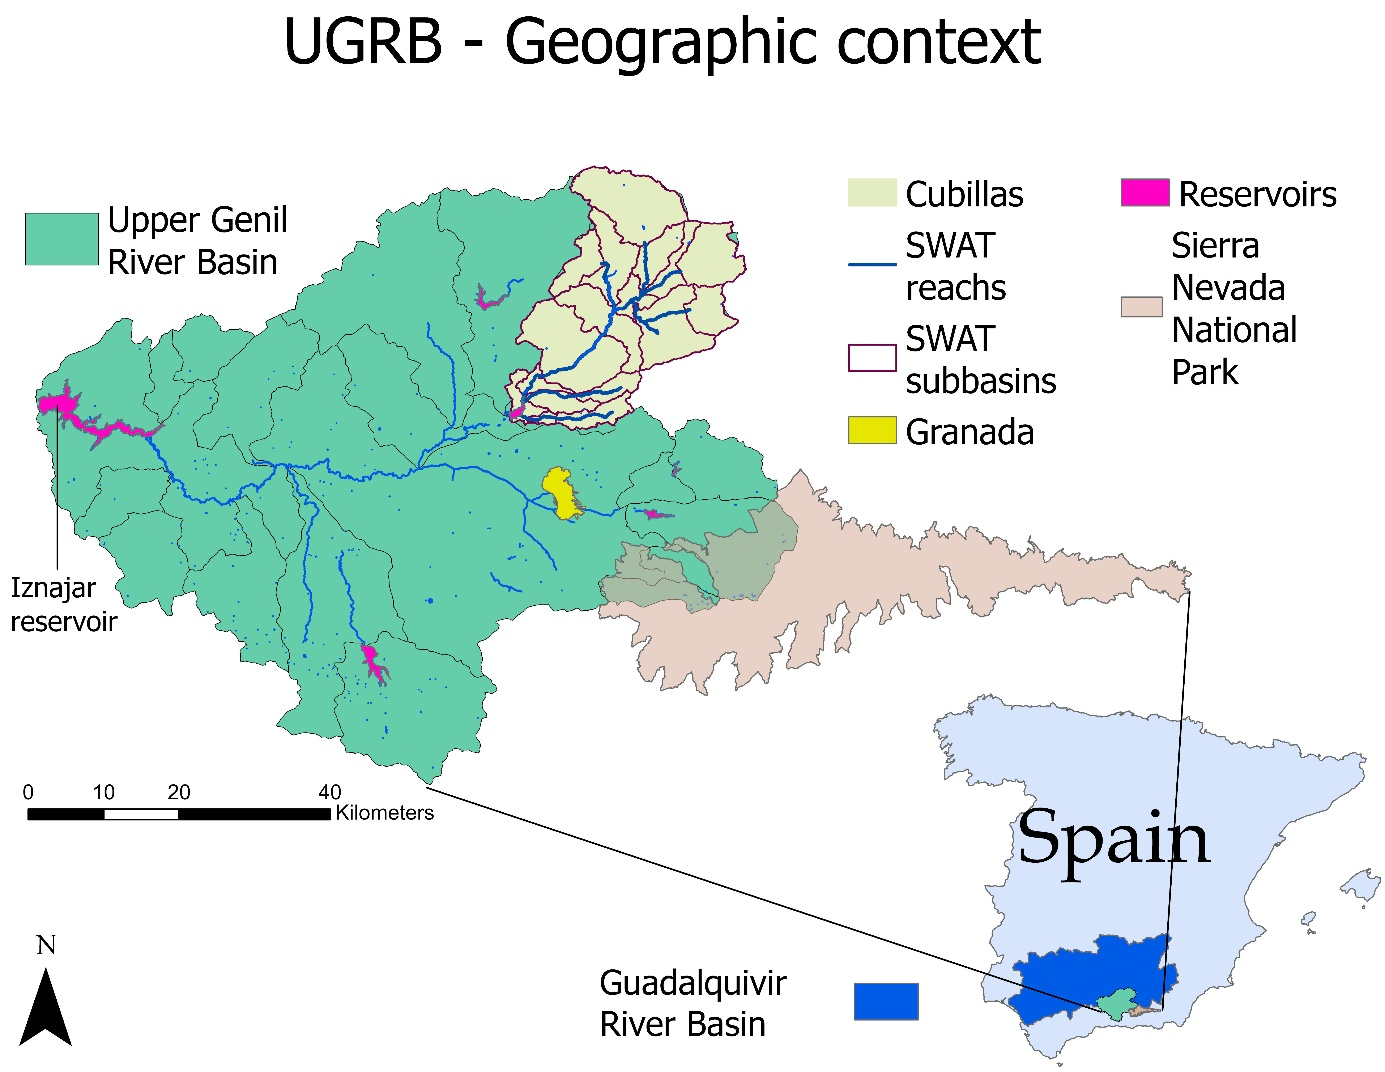 UGRB - Geographic context
Upper Genil
River Basin
Cubillas
SWAT
reachs
SWAT
subbasins
Granada
Reservoirs
Sierra
Nevada
National
Park
Iznajar
reservoir
0 10 20 40
Kilometers
Spain
N
Guadalquivir
River Basin